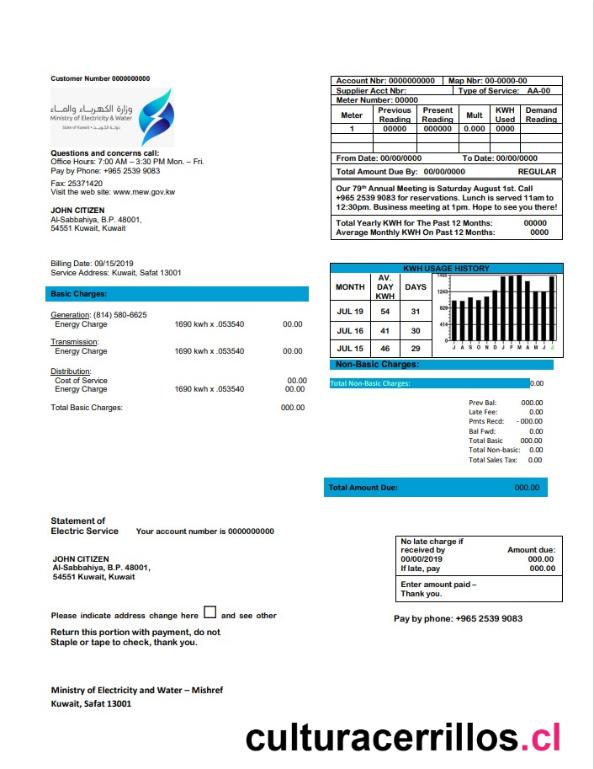 Customer Number 0000000000
وزارة الكهرباء والماء
Ministry of Electricity & Water
State of Kuwait • دولة الكويت
Questions and concerns call:
Office Hours: 7:00 AM – 3:30 PM Mon. – Fri.
Pay by Phone: +965 2539 9083
Fax: 25371420
Visit the web site: www.mew.gov.kw
JOHN CITIZEN
Al-Sabbahiya, B.P. 48001,
54551 Kuwait, Kuwait
Billing Date: 09/15/2019
Service Address: Kuwait, Safat 13001
Basic Charges:
Generation: (814) 580-6625
Energy Charge 1690 kwh x .053540 00.00
Transmission:
Energy Charge 1690 kwh x .053540 00.00
Distribution:
Cost of Service 00.00
Energy Charge 1690 kwh x .053540 00.00
Total Basic Charges: 000.00
Account Nbr: 0000000000 Map Nbr: 00-0000-00
Supplier Acct Nbr: Type of Service: AA-00
Meter Number: 00000
Meter Previous Reading Present Reading Mult KWH Used Demand Reading
1 00000 000000 0.000 0000
From Date: 00/00/0000 To Date: 00/00/0000
Total Amount Due By: 00/00/0000 REGULAR
Our 79th Annual Meeting is Saturday August 1st. Call
+965 2539 9083 for reservations. Lunch is served 11am to
12:30pm. Business meeting at 1pm. Hope to see you there!
Total Yearly KWH for The Past 12 Months: 00000
Average Monthly KWH On Past 12 Months: 0000
KWH USAGE HISTORY
MONTH AV. DAY KWH DAYS
JUL 19 54 31
JUL 16 41 30
JUL 15 46 29
1243
829
414
0
J A S O N D J F M A M J J
Non-Basic Charges:
Total Non-Basic Charges: 0.00
Prev Bal: 000.00
Late Fee: 0.00
Pmts Recd: - 000.00
Bal Fwd: 0.00
Total Basic 000.00
Total Non-basic: 0.00
Total Sales Tax: 0.00
Total Amount Due: 000.00
Statement of
Electric Service Your account number is 0000000000
JOHN CITIZEN
Al-Sabbahiya, B.P. 48001,
54551 Kuwait, Kuwait
Please indicate address change here and see other
Return this portion with payment, do not
Staple or tape to check, thank you.
No late charge if
received by Amount due:
00/00/2019 000.00
If late, pay 000.00
Enter amount paid –
Thank you.
Pay by phone: +965 2539 9083
Ministry of Electricity and Water – Mishref
Kuwait, Safat 13001
culturacerrillos.cl